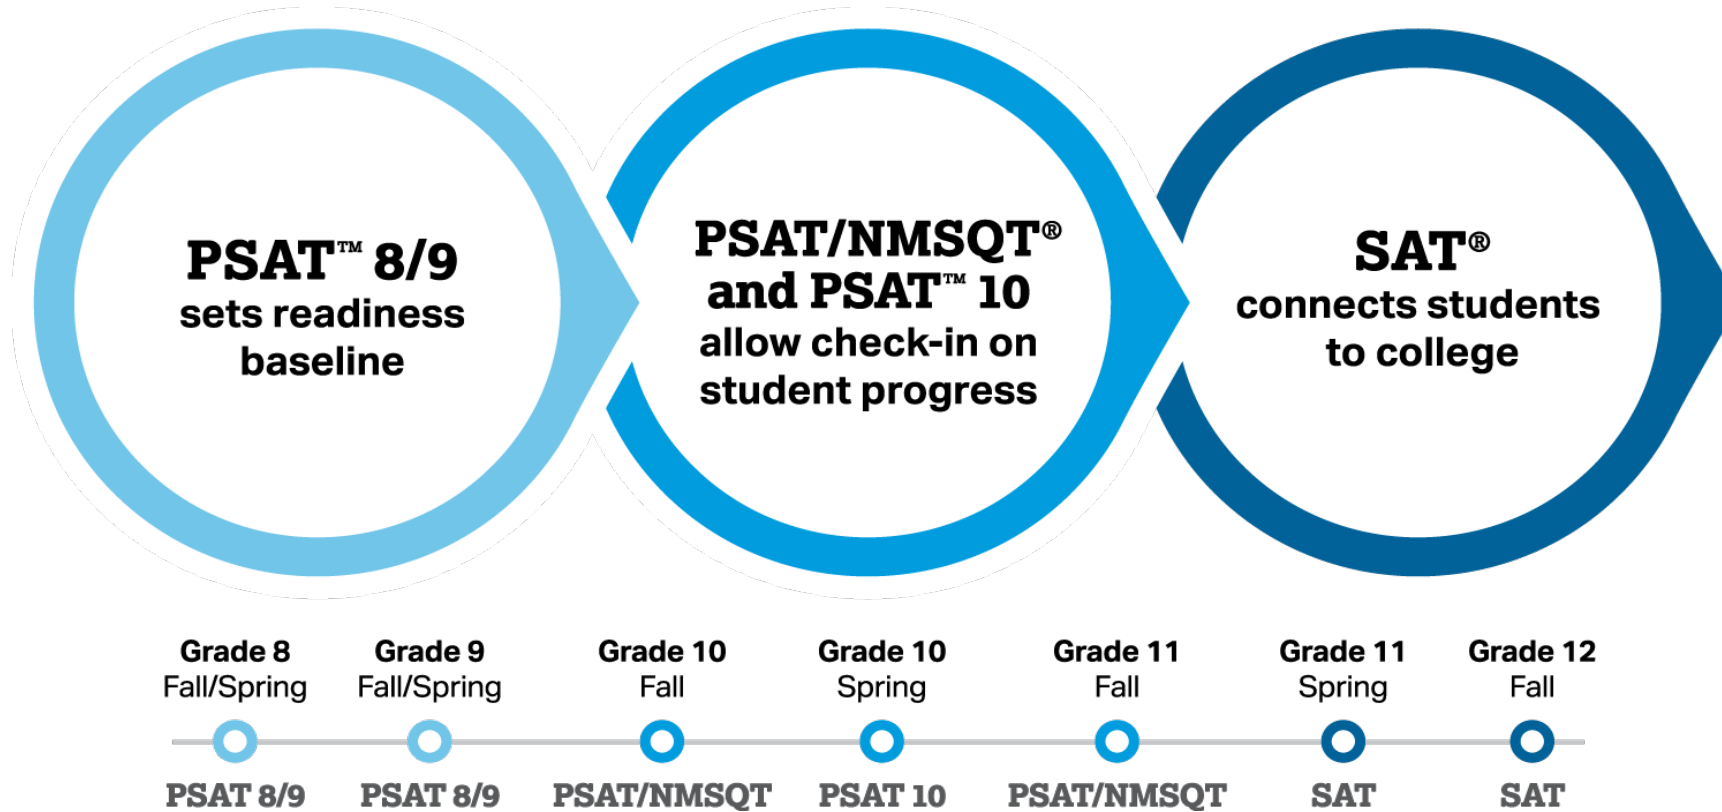 PSAT™ 8/9
sets readiness
baseline
PSAT/NMSQT®
and PSAT™ 10
allow check-in on
student progress
SAT®
connects students
to college
Grade 8
Fall/Spring
PSAT 8/9
Grade 9
Fall/Spring
PSAT 8/9
Grade 10
Fall
PSAT/NMSQT
Grade 10
Spring
PSAT 10
Grade 11
Fall
PSAT/NMSQT
Grade 11
Spring
SAT
Grade 12
Fall
SAT